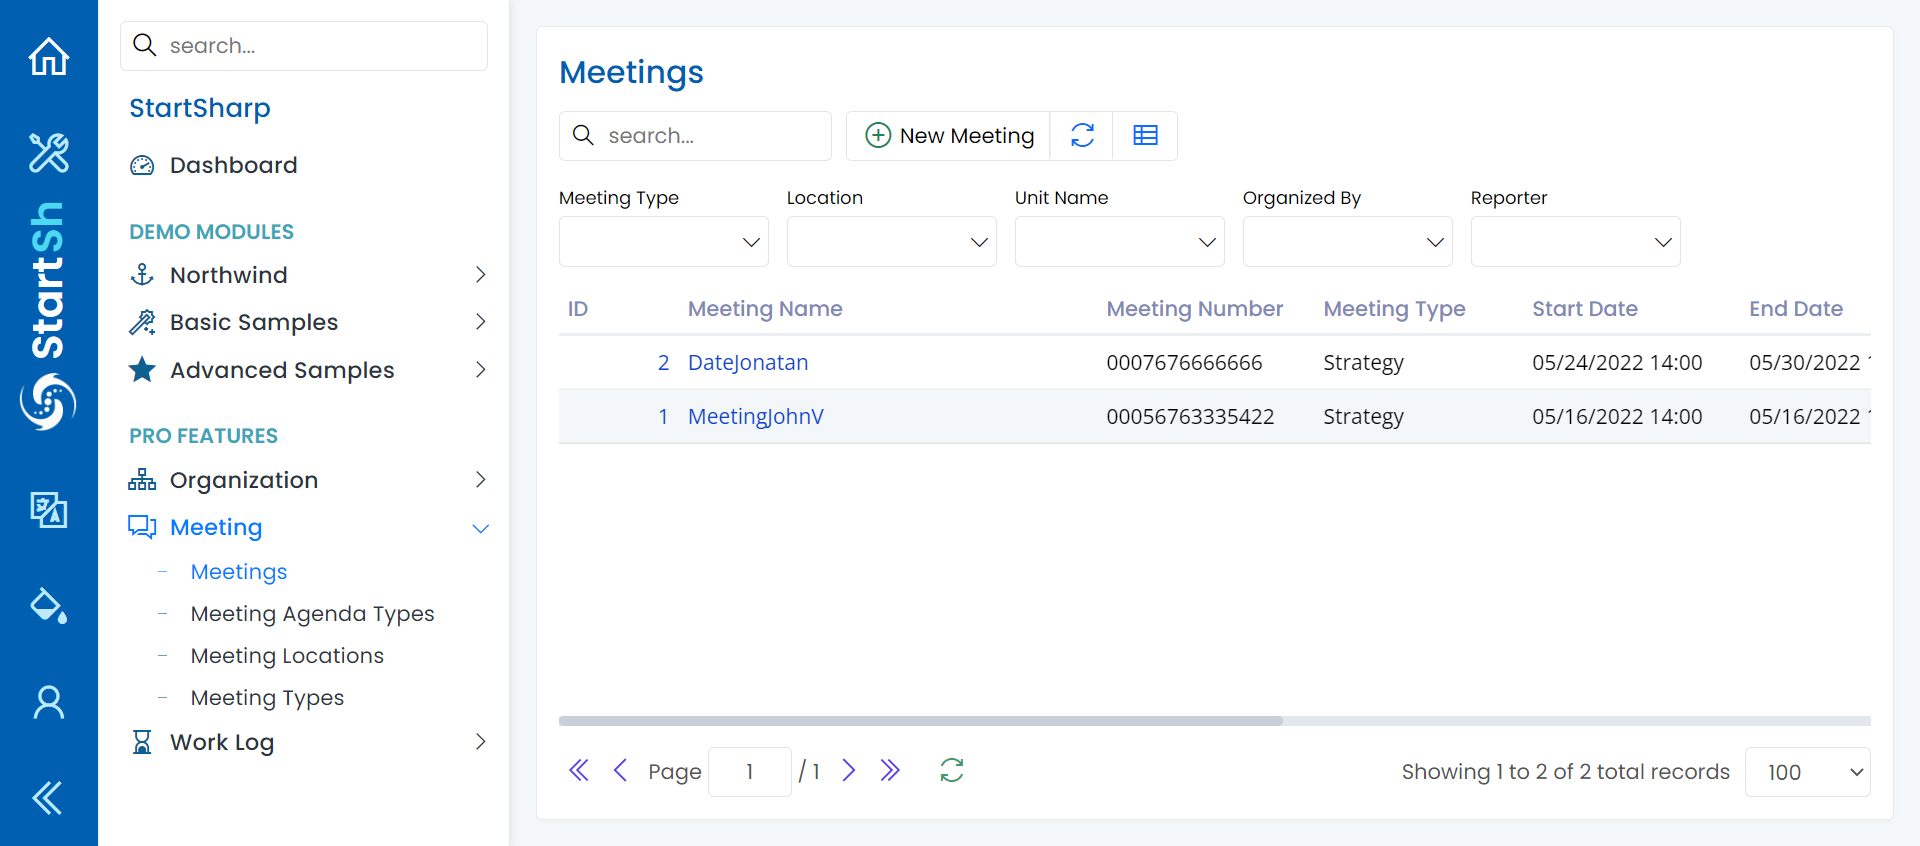 StartSh
search...
StartSharp
Dashboard
DEMO MODULES
Northwind
Basic Samples
Advanced Samples
PRO FEATURES
Organization
Meeting
Meetings
Meeting Agenda Types
Meeting Locations
Meeting Types
Work Log
Meetings
search...
New Meeting
Meeting Type Location Unit Name Organized By Reporter
ID Meeting Name Meeting Number Meeting Type Start Date End Date
2 DateJonatan 0007676666666 Strategy 05/24/2022 14:00 05/30/2022
1 MeetingJohnV 00056763335422 Strategy 05/16/2022 14:00 05/16/2022
Page 1 / 1 Showing 1 to 2 of 2 total records 100